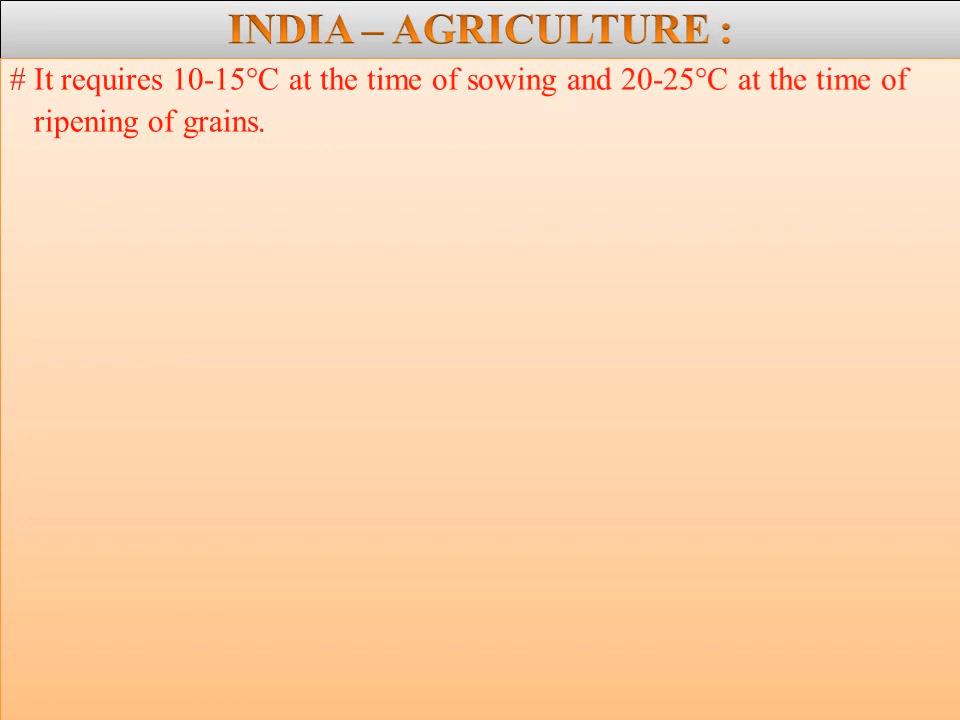 INDIA – AGRICULTURE :
# It requires 10-15°C at the time of sowing and 20-25°C at the time of
ripening of grains.